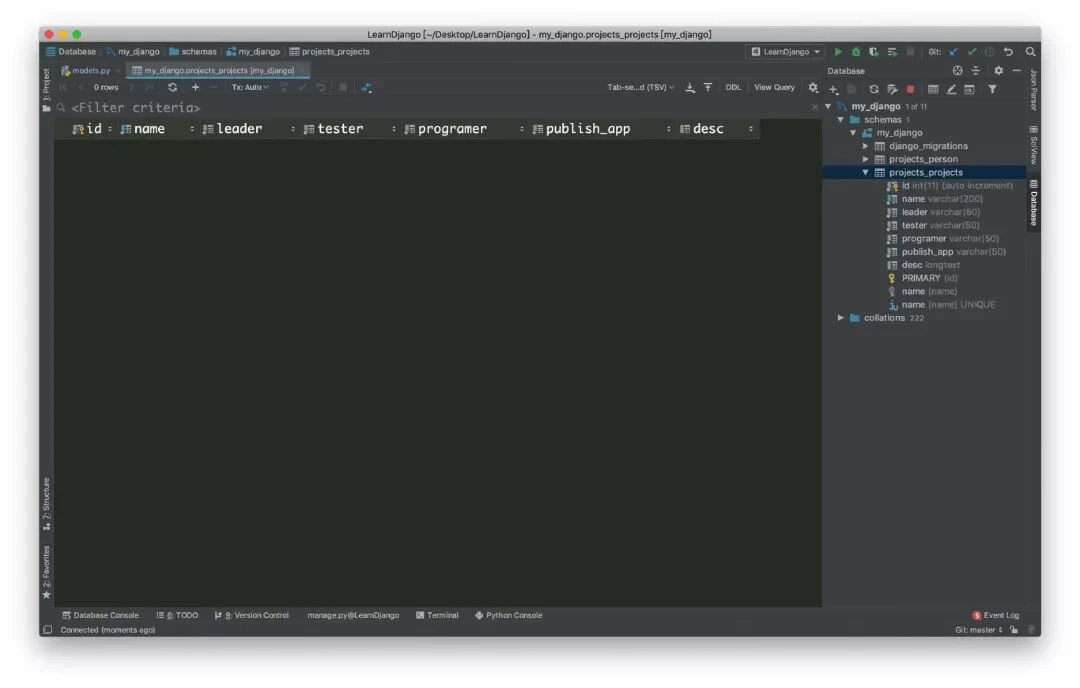 LearnDjango [~/Desktop/LearnDjango] - my_django.projects_projects [my_django]
Database my_django schemas my_django projects_projects LearnDjango Git:
models.py my_django.projects_projects [my_django] Database
1: Project
0 rows Tx: Auto Tab-se...d (TSV) DDL View Query
<Filter criteria>
id name leader tester programer publish_app desc
my_django 1 of 11
schemas 1
my_django
django_migrations
projects_person
projects_projects
id int(11) (auto increment)
name varchar(200)
leader varchar(50)
tester varchar(50)
programer varchar(50)
publish_app varchar(50)
desc longtext
PRIMARY (id)
name (name)
name (name) UNIQUE
collations 222
Json Parser
SciView
Database
7: Structure
2: Favorites
Database Console 6: TODO 9: Version Control manage.py@LearnDjango Terminal Python Console 5 Event Log
Connected (moments ago) Git: master